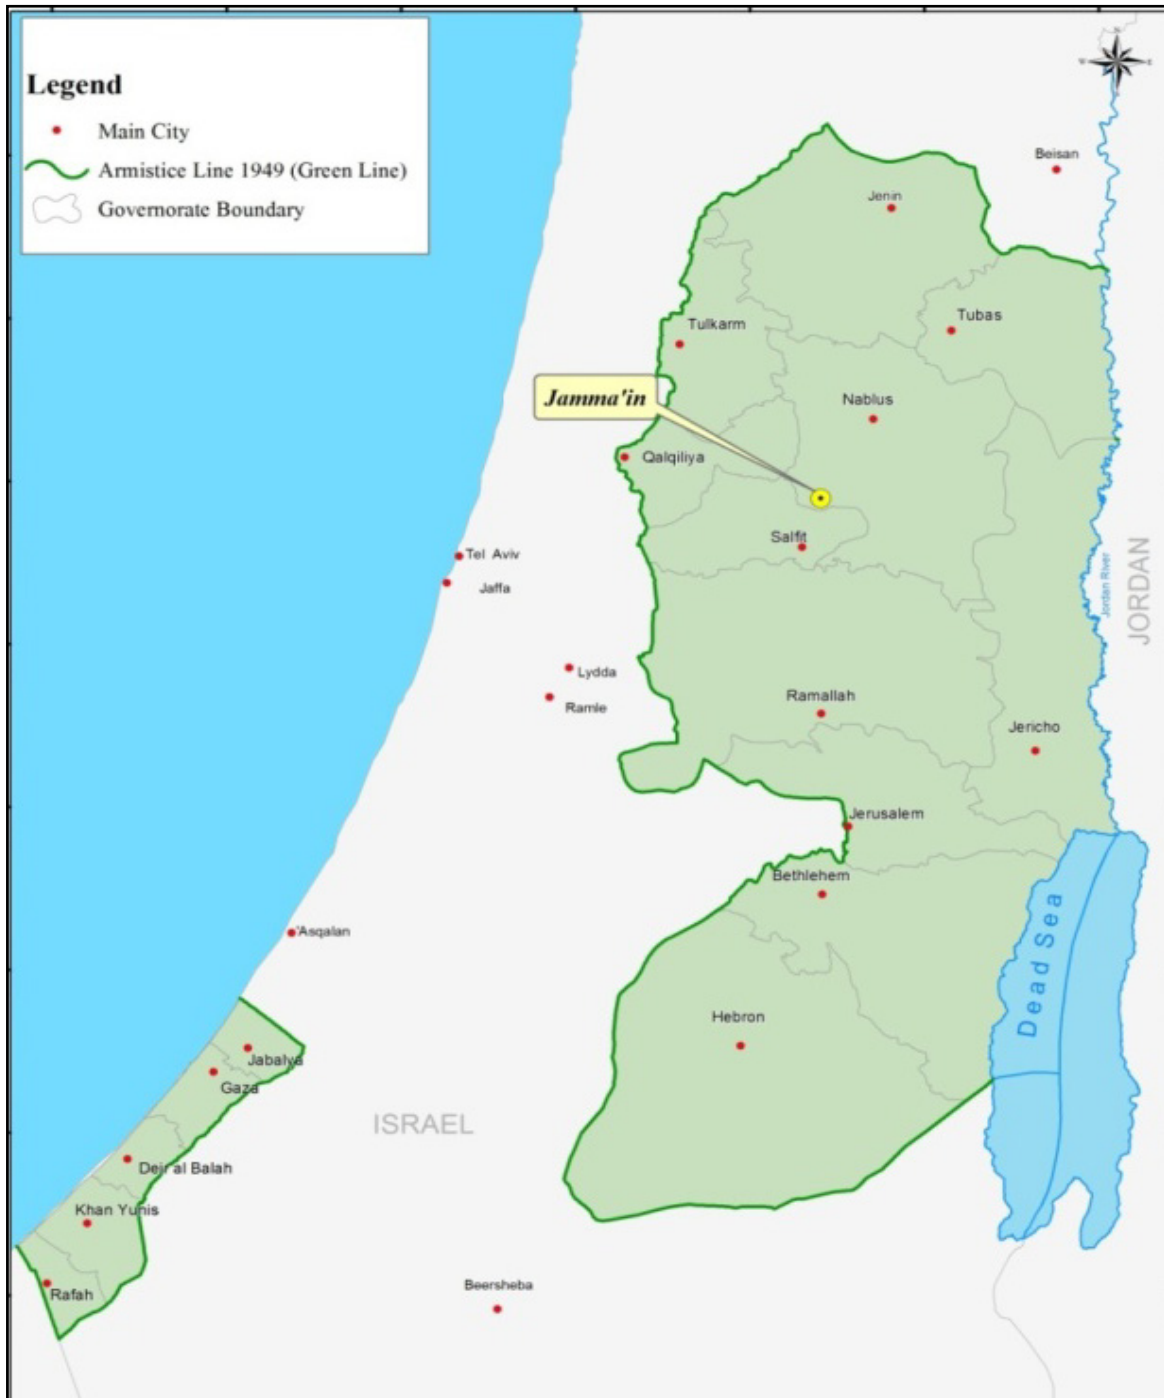 Legend
Main City
Armistice Line 1949 (Green Line)
Governorate Boundary
N
W
E
S
Beisan
Jenin
Tubas
Tulkarm
Jamma'in
Nablus
Qalqiliya
Salfit
Tel Aviv
Jaffa
Jordan River
JORDAN
Lydda
Ramle
Ramallah
Jericho
Jerusalem
Bethlehem
Dead Sea
'Asqalan
Hebron
Jabalya
Gaza
ISRAEL
Deir al Balah
Khan Yunis
Rafah
Beersheba